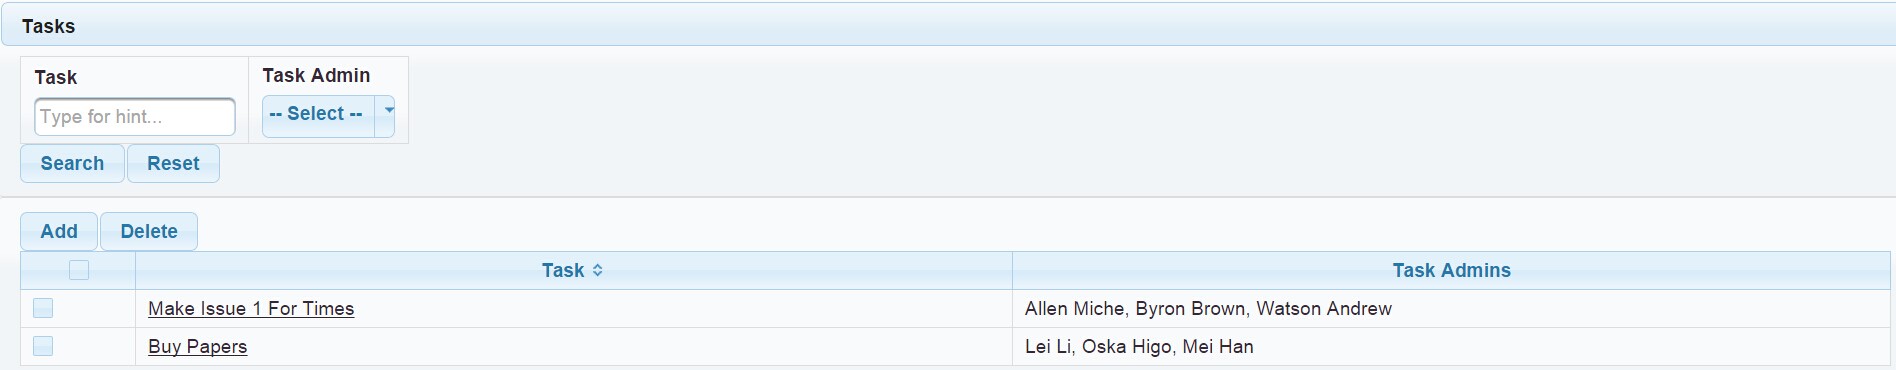 Tasks
Task
Task Admin
Type for hint...
-- Select --
Search Reset
Add Delete
Task Task Admins
Make Issue 1 For Times Allen Miche, Byron Brown, Watson Andrew
Buy Papers Lei Li, Oska Higo, Mei Han